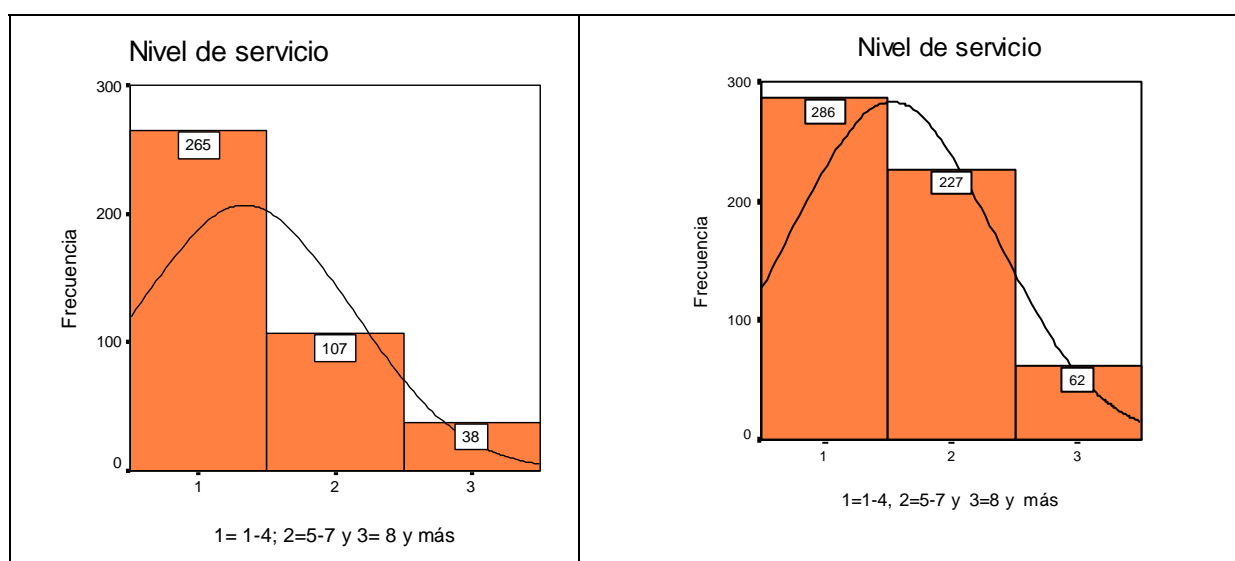 Nivel de servicio
300
200
100
0
Frecuencia
265
107
38
1 2 3
1= 1-4; 2=5-7 y 3= 8 y más
Nivel de servicio
300
200
100
0
Frecuencia
286
227
62
1 2 3
1=1-4, 2=5-7 y 3=8 y más